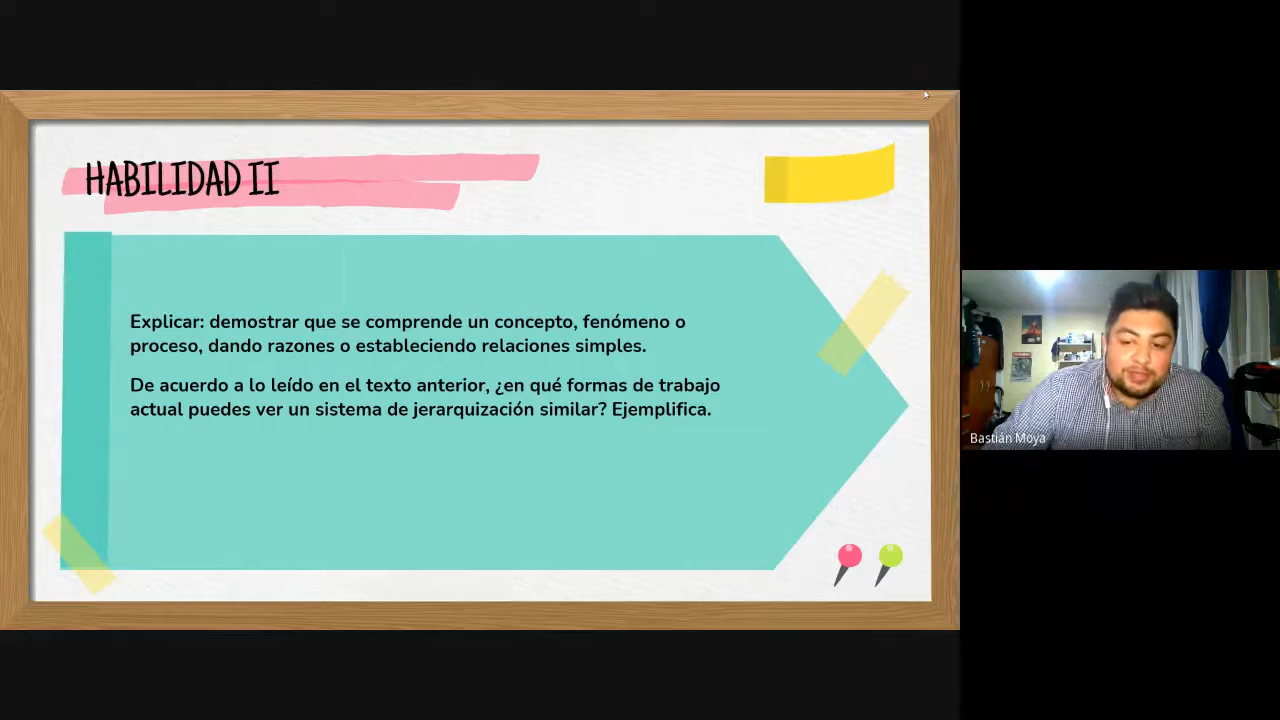 HABILIDAD II
Explicar: demostrar que se comprende un concepto, fenómeno o
proceso, dando razones o estableciendo relaciones simples.
De acuerdo a lo leído en el texto anterior, ¿en qué formas de trabajo
actual puedes ver un sistema de jerarquización similar? Ejemplifica.
Bastián Moya